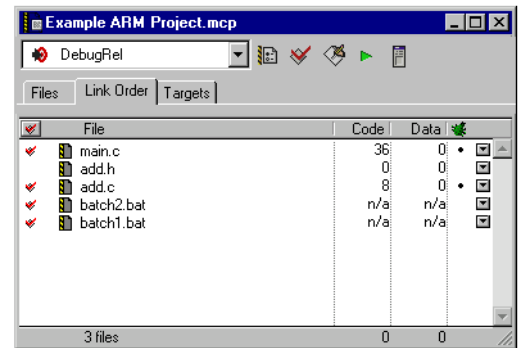 Example ARM Project.mcp
DebugRel
Files Link Order Targets
File Code Data
main.c 36 0
add.h 0 0
add.c 8 0
batch2.bat n/a n/a
batch1.bat n/a n/a
3 files 0 0